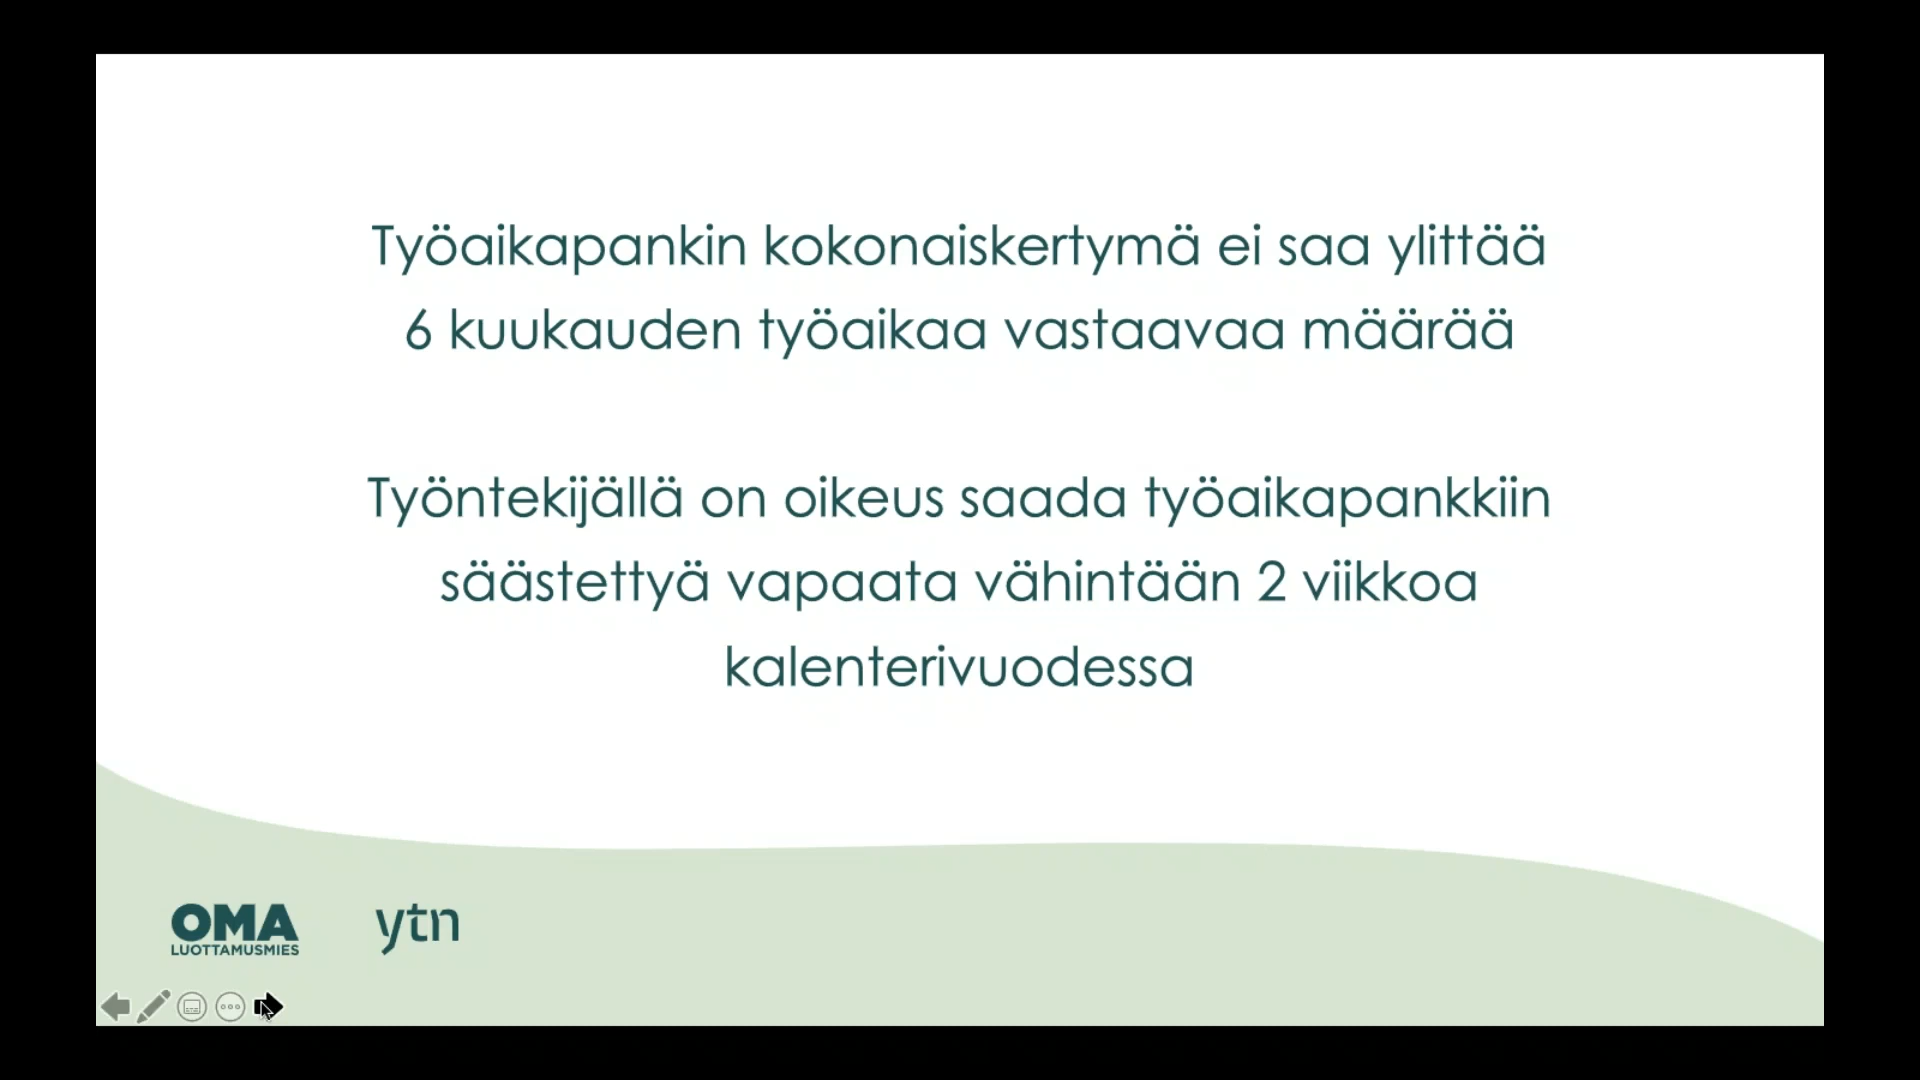 Työaikapankin kokonaiskertymä ei saa ylittää
6 kuukauden työaikaa vastaavaa määrää
Työntekijällä on oikeus saada työaikapankkiin
säästettyä vapaata vähintään 2 viikkoa
kalenterivuodessa
OMA
LUOTTAMUSMIES
ytn